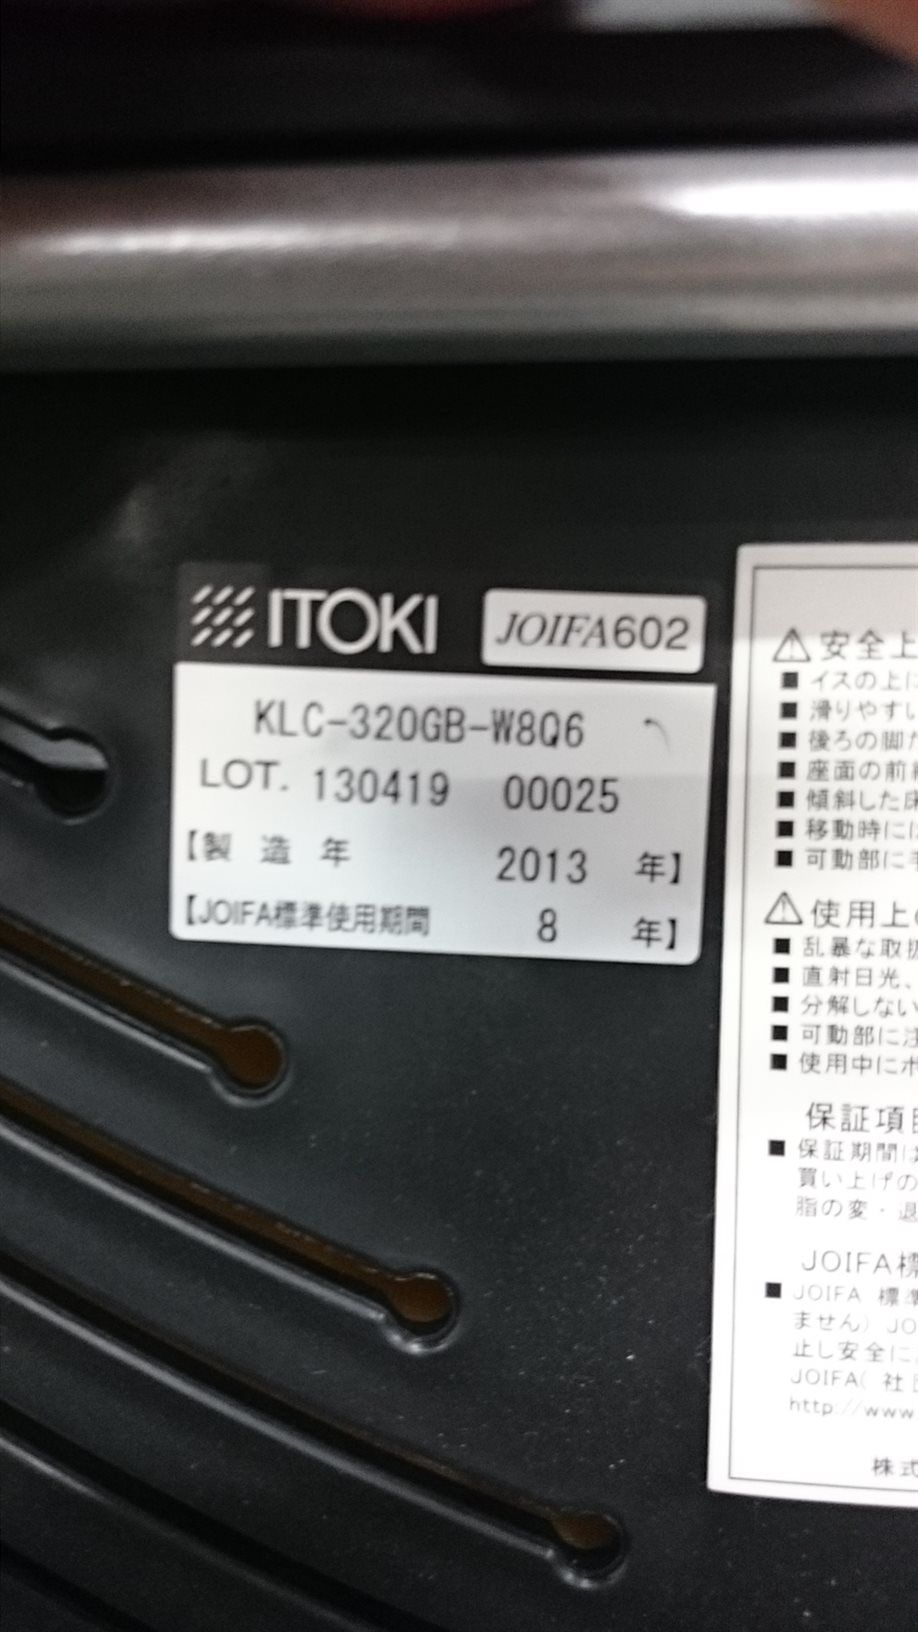 ITOKI JOIFA602
KLC-320GB-W8Q6
LOT. 130419 00025
【製造年 2013 年】
【JOIFA標準使用期間 8 年】
⚠安全上
■イスの上に
■滑りやすい
■後ろの脚だ
■座面の前
■傾斜した床
■移動時には
■可動部に手
⚠使用上
■乱暴な取扱
■直射日光、
■分解しない
■可動部に注
■使用中にボ
保証項目
■保証期間は
買い上げの
脂の変・退
JOIFA標
■JOIFA 標準
ません）JO
止し安全に
JOIFA( 社団
http://www.
株式